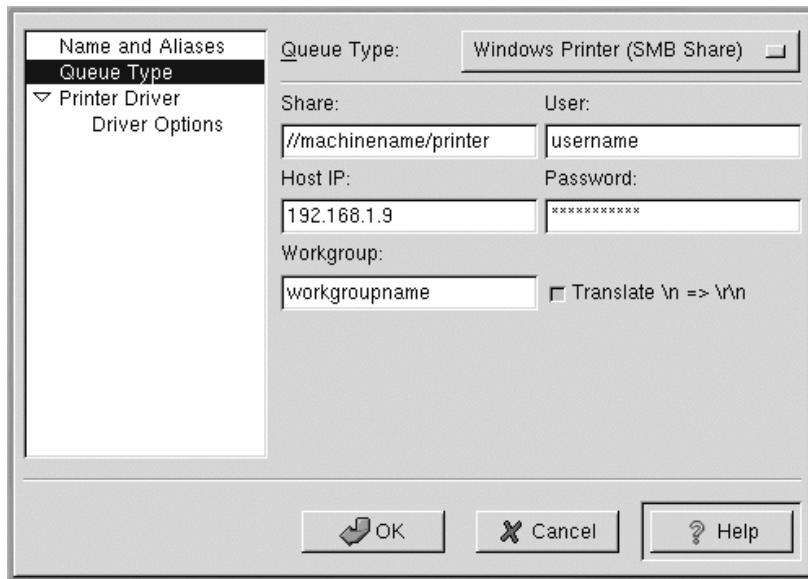 Name and Aliases
Queue Type
Printer Driver
Driver Options
Queue Type:
Windows Printer (SMB Share)
Share:
User:
//machinename/printer
username
Host IP:
Password:
192.168.1.9
***********
Workgroup:
workgroupname
Translate \n => \r\n
OK
Cancel
Help